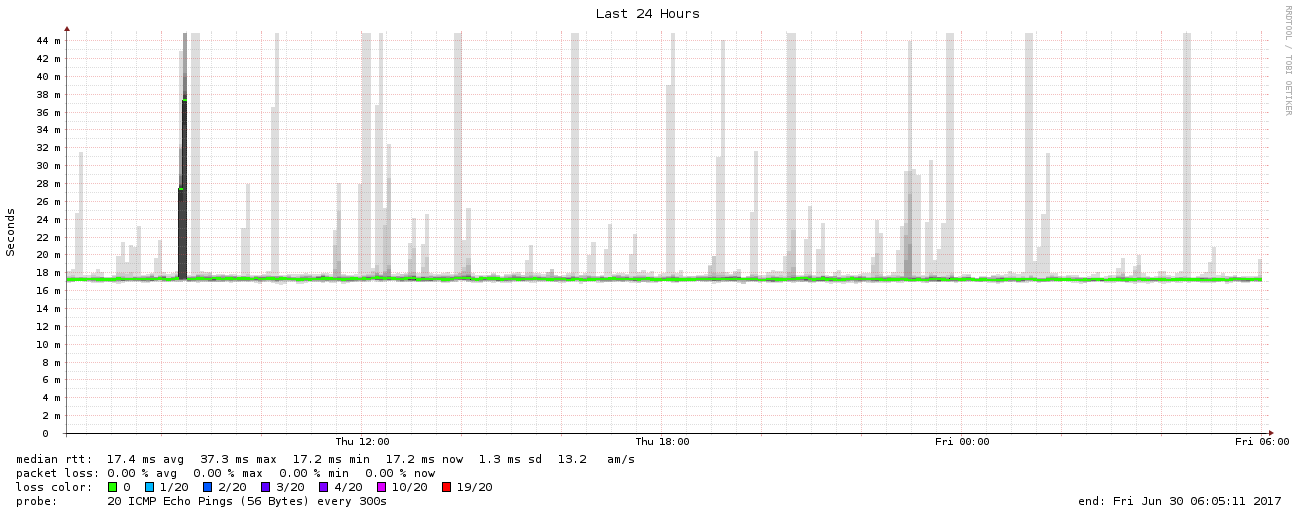 Last 24 Hours
RRDTOOL / TOBI OETIKER
Seconds
44 m
42 m
40 m
38 m
36 m
34 m
32 m
30 m
28 m
26 m
24 m
22 m
20 m
18 m
16 m
14 m
12 m
10 m
8 m
6 m
4 m
2 m
0
Thu 12:00 Thu 18:00 Fri 00:00 Fri 06:00
median rtt: 17.4 ms avg 37.3 ms max 17.2 ms min 17.2 ms now 1.3 ms sd 13.2 am/s
packet loss: 0.00 % avg 0.00 % max 0.00 % min 0.00 % now
loss color: 0 1/20 2/20 3/20 4/20 10/20 19/20
probe: 20 ICMP Echo Pings (56 Bytes) every 300s end: Fri Jun 30 06:05:11 2017